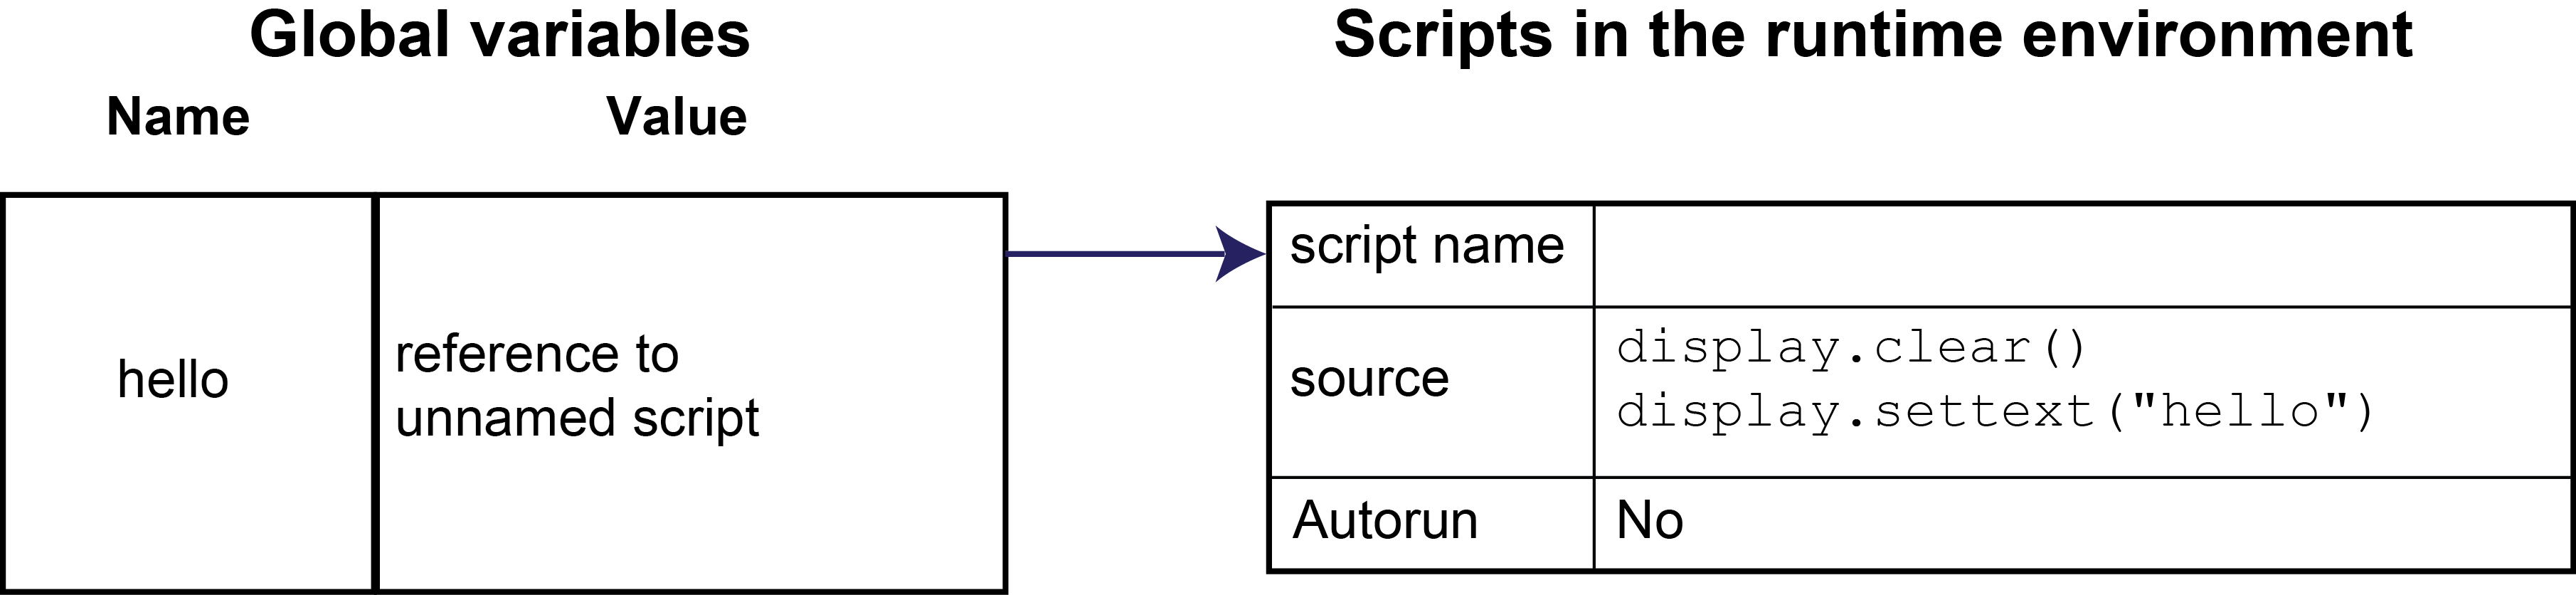 Global variables
Name Value
hello
reference to
unnamed script
Scripts in the runtime environment
script name
source
display.clear()
display.settext("hello")
Autorun No